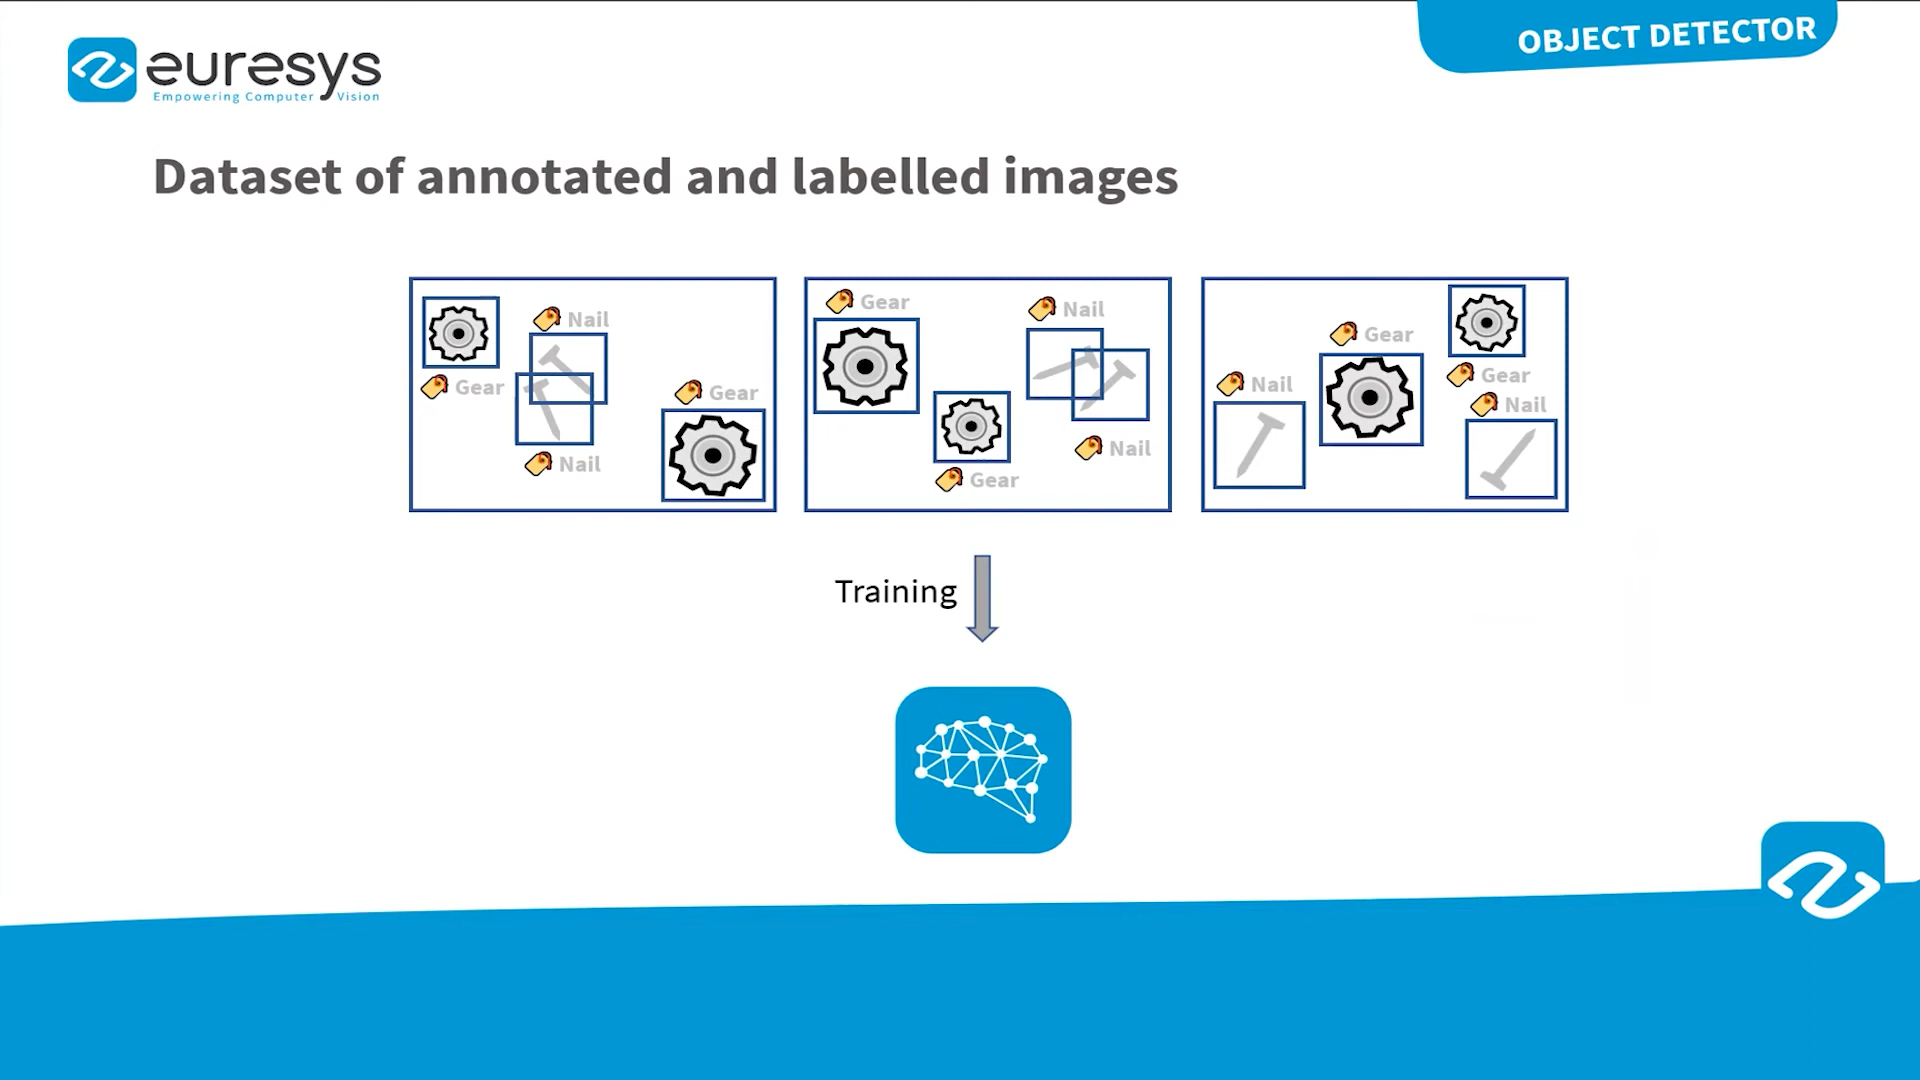 OBJECT DETECTOR
euresys
Empowering Computer Vision
Dataset of annotated and labelled images
Nail
Gear
Gear
Nail
Gear
Nail
Gear
Nail
Gear
Gear
Nail
Nail
Training